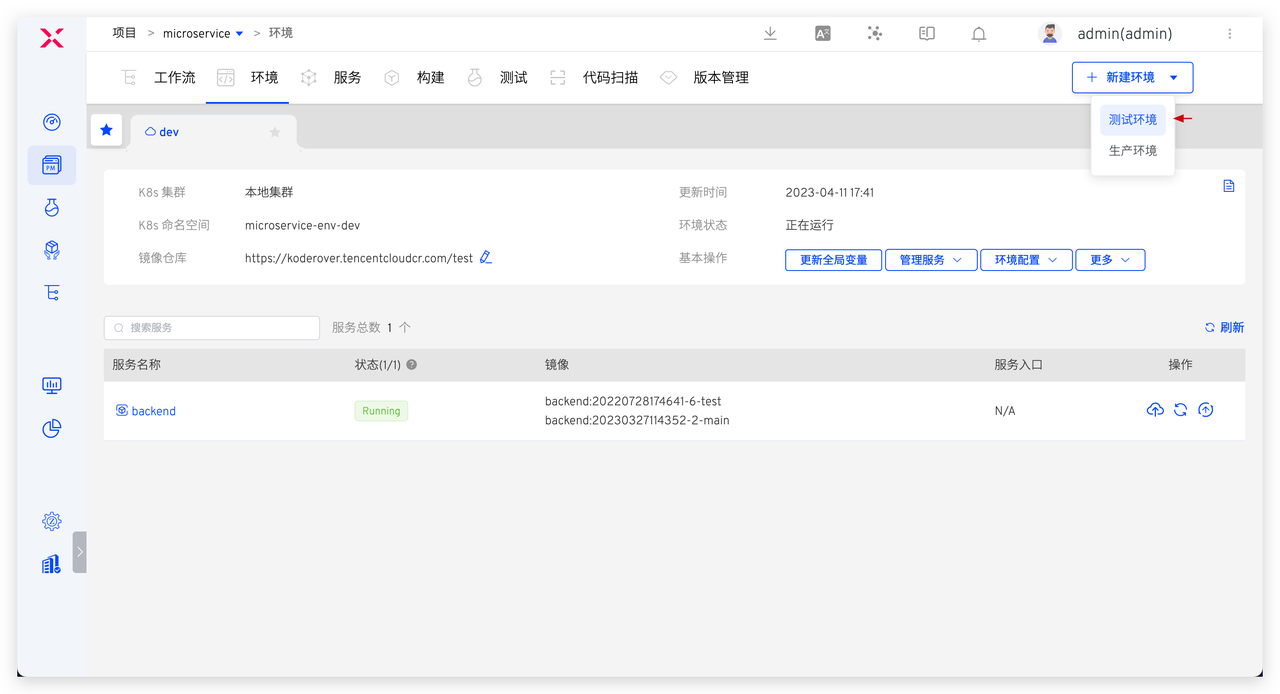 项目 > microservice > 环境
admin(admin)
工作流 环境 服务 构建 测试 代码扫描 版本管理
+ 新建环境
测试环境
生产环境
dev
K8s 集群 本地集群 更新时间 2023-04-11 17:41
K8s 命名空间 microservice-env-dev 环境状态 正在运行
镜像仓库 https://koderover.tencentcloudcr.com/test 基本操作 更新全局变量 管理服务 环境配置 更多
搜索服务 服务总数 1 个 刷新
服务名称 状态(1/1) 镜像 服务入口 操作
backend Running backend:20220728174641-6-test N/A
backend:20230327114352-2-main